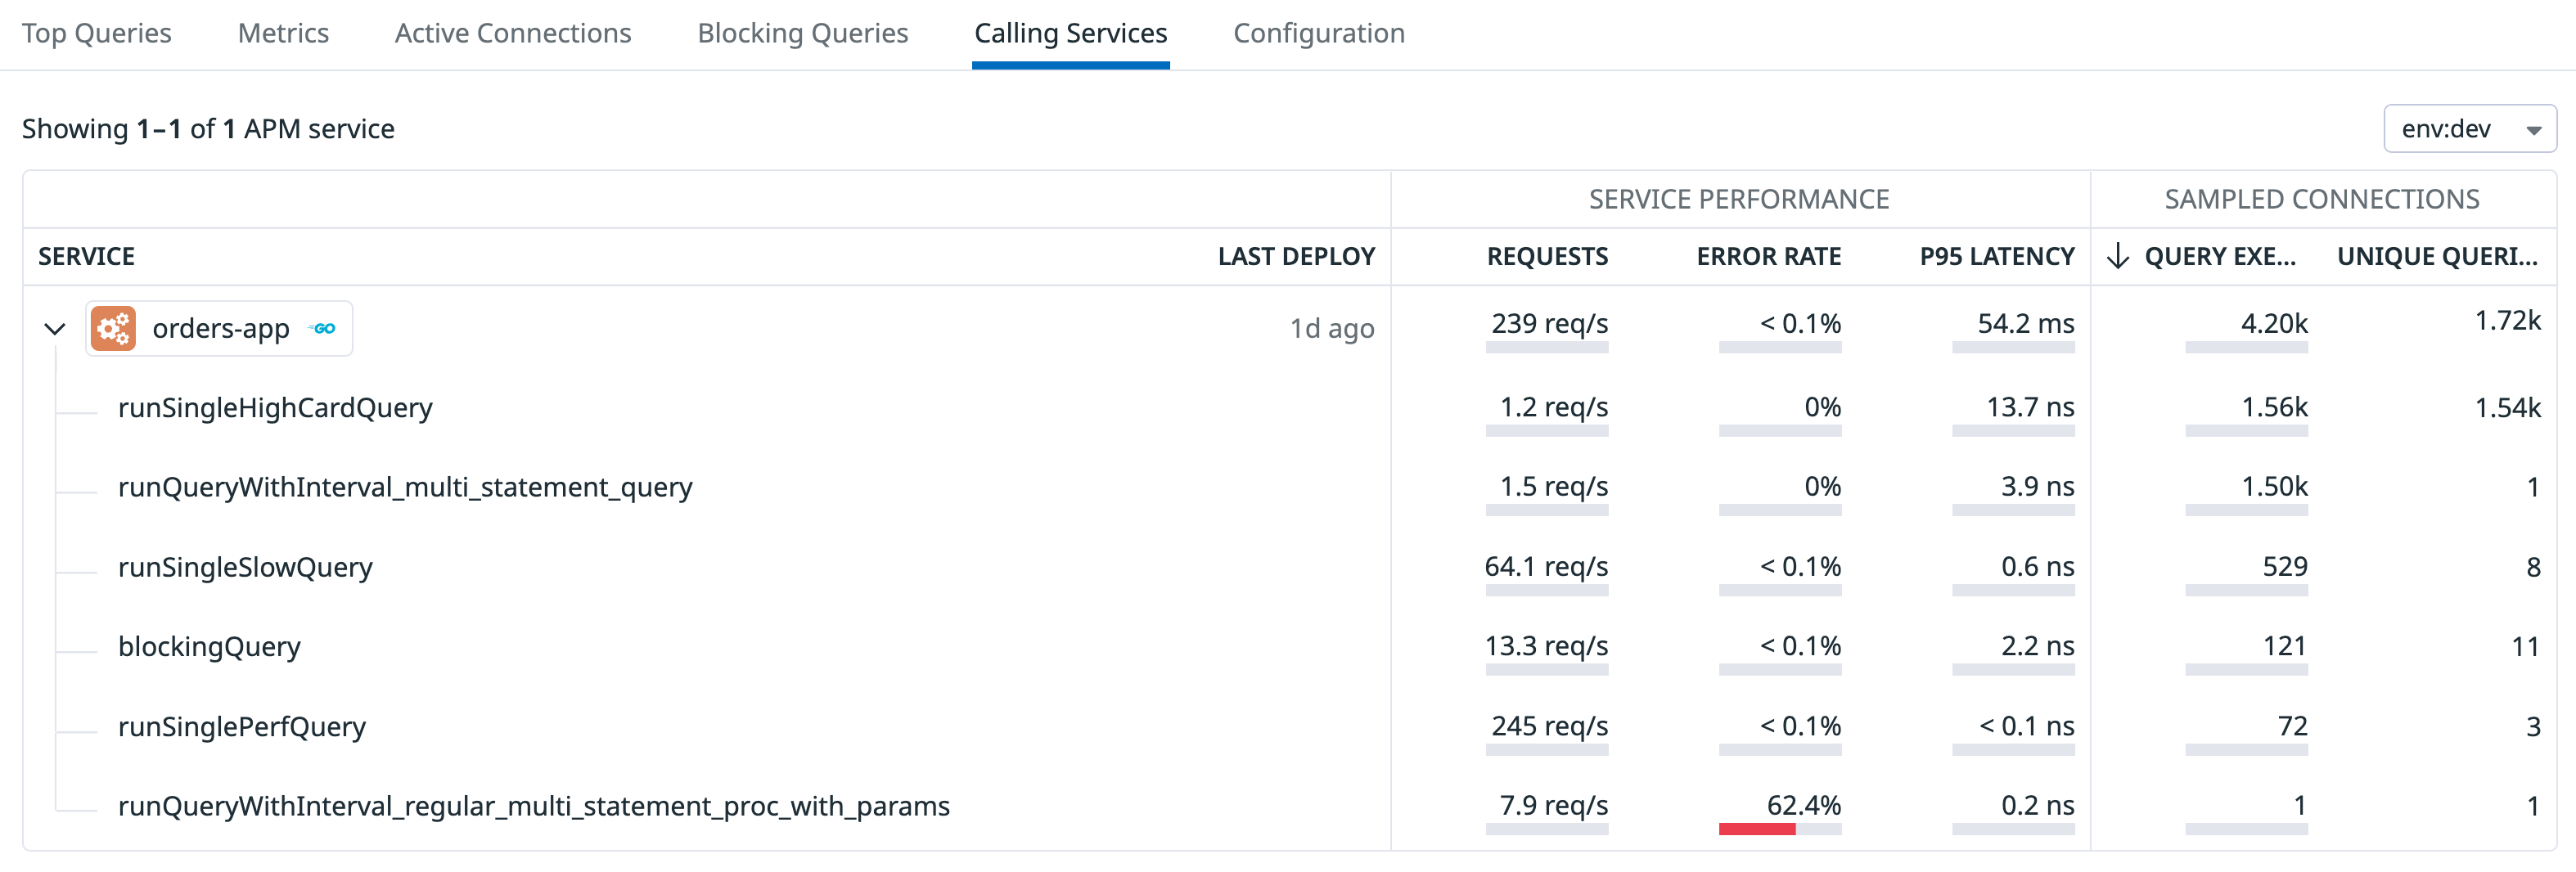 Top Queries Metrics Active Connections Blocking Queries Calling Services Configuration
Showing 1–1 of 1 APM service env:dev
SERVICE PERFORMANCE SAMPLED CONNECTIONS
SERVICE LAST DEPLOY REQUESTS ERROR RATE P95 LATENCY ↓ QUERY EXE... UNIQUE QUERI...
orders-app GO 1d ago 239 req/s < 0.1% 54.2 ms 4.20k 1.72k
runSingleHighCardQuery 1.2 req/s 0% 13.7 ns 1.56k 1.54k
runQueryWithInterval_multi_statement_query 1.5 req/s 0% 3.9 ns 1.50k 1
runSingleSlowQuery 64.1 req/s < 0.1% 0.6 ns 529 8
blockingQuery 13.3 req/s < 0.1% 2.2 ns 121 11
runSinglePerfQuery 245 req/s < 0.1% < 0.1 ns 72 3
runQueryWithInterval_regular_multi_statement_proc_with_params 7.9 req/s 62.4% 0.2 ns 1 1